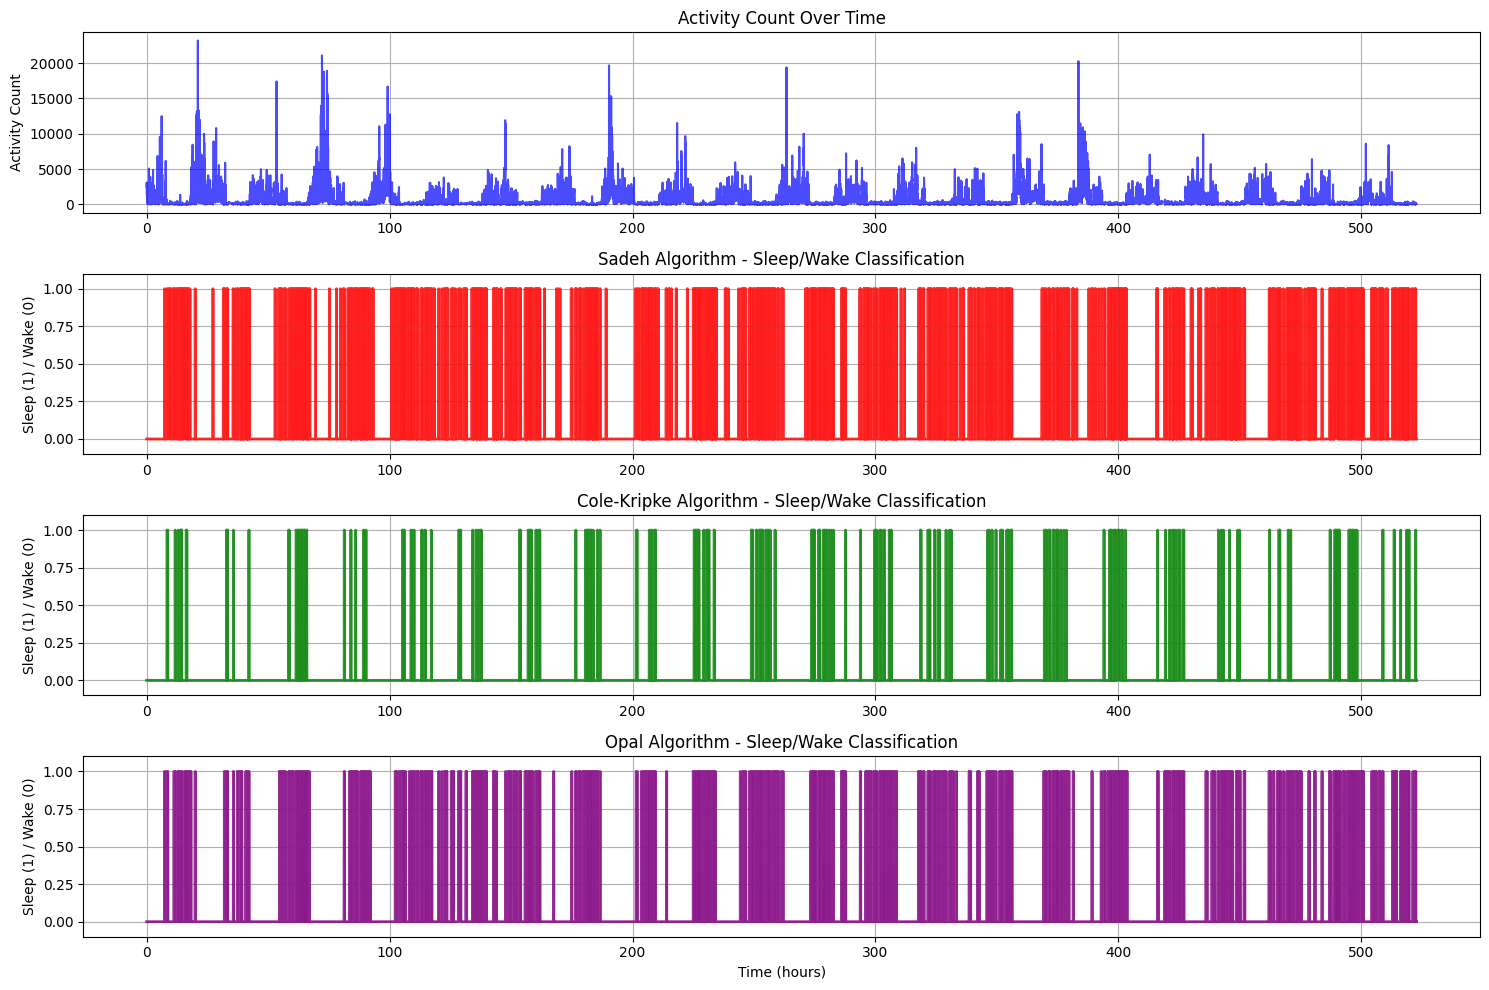 Activity Count Over Time
Activity Count
20000
15000
10000
5000
0
0 100 200 300 400 500
Sadeh Algorithm - Sleep/Wake Classification
Sleep (1) / Wake (0)
1.00
0.75
0.50
0.25
0.00
0 100 200 300 400 500
Cole-Kripke Algorithm - Sleep/Wake Classification
Sleep (1) / Wake (0)
1.00
0.75
0.50
0.25
0.00
0 100 200 300 400 500
Opal Algorithm - Sleep/Wake Classification
Sleep (1) / Wake (0)
1.00
0.75
0.50
0.25
0.00
0 100 200 300 400 500
Time (hours)